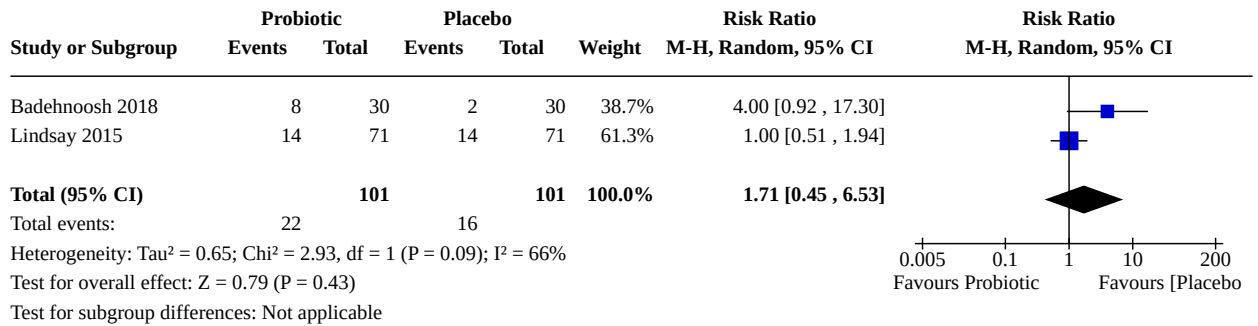 Probiotic Placebo Risk Ratio Risk Ratio
Study or Subgroup Events Total Events Total Weight M-H, Random, 95% CI M-H, Random, 95% CI
Badehnoosh 2018 8 30 2 30 38.7% 4.00 [0.92 , 17.30]
Lindsay 2015 14 71 14 71 61.3% 1.00 [0.51 , 1.94]
Total (95% CI) 101 101 100.0% 1.71 [0.45 , 6.53]
Total events: 22 16
Heterogeneity: Tau² = 0.65; Chi² = 2.93, df = 1 (P = 0.09); I² = 66%
0.005 0.1 1 10 200
Test for overall effect: Z = 0.79 (P = 0.43) Favours Probiotic Favours [Placebo
Test for subgroup differences: Not applicable